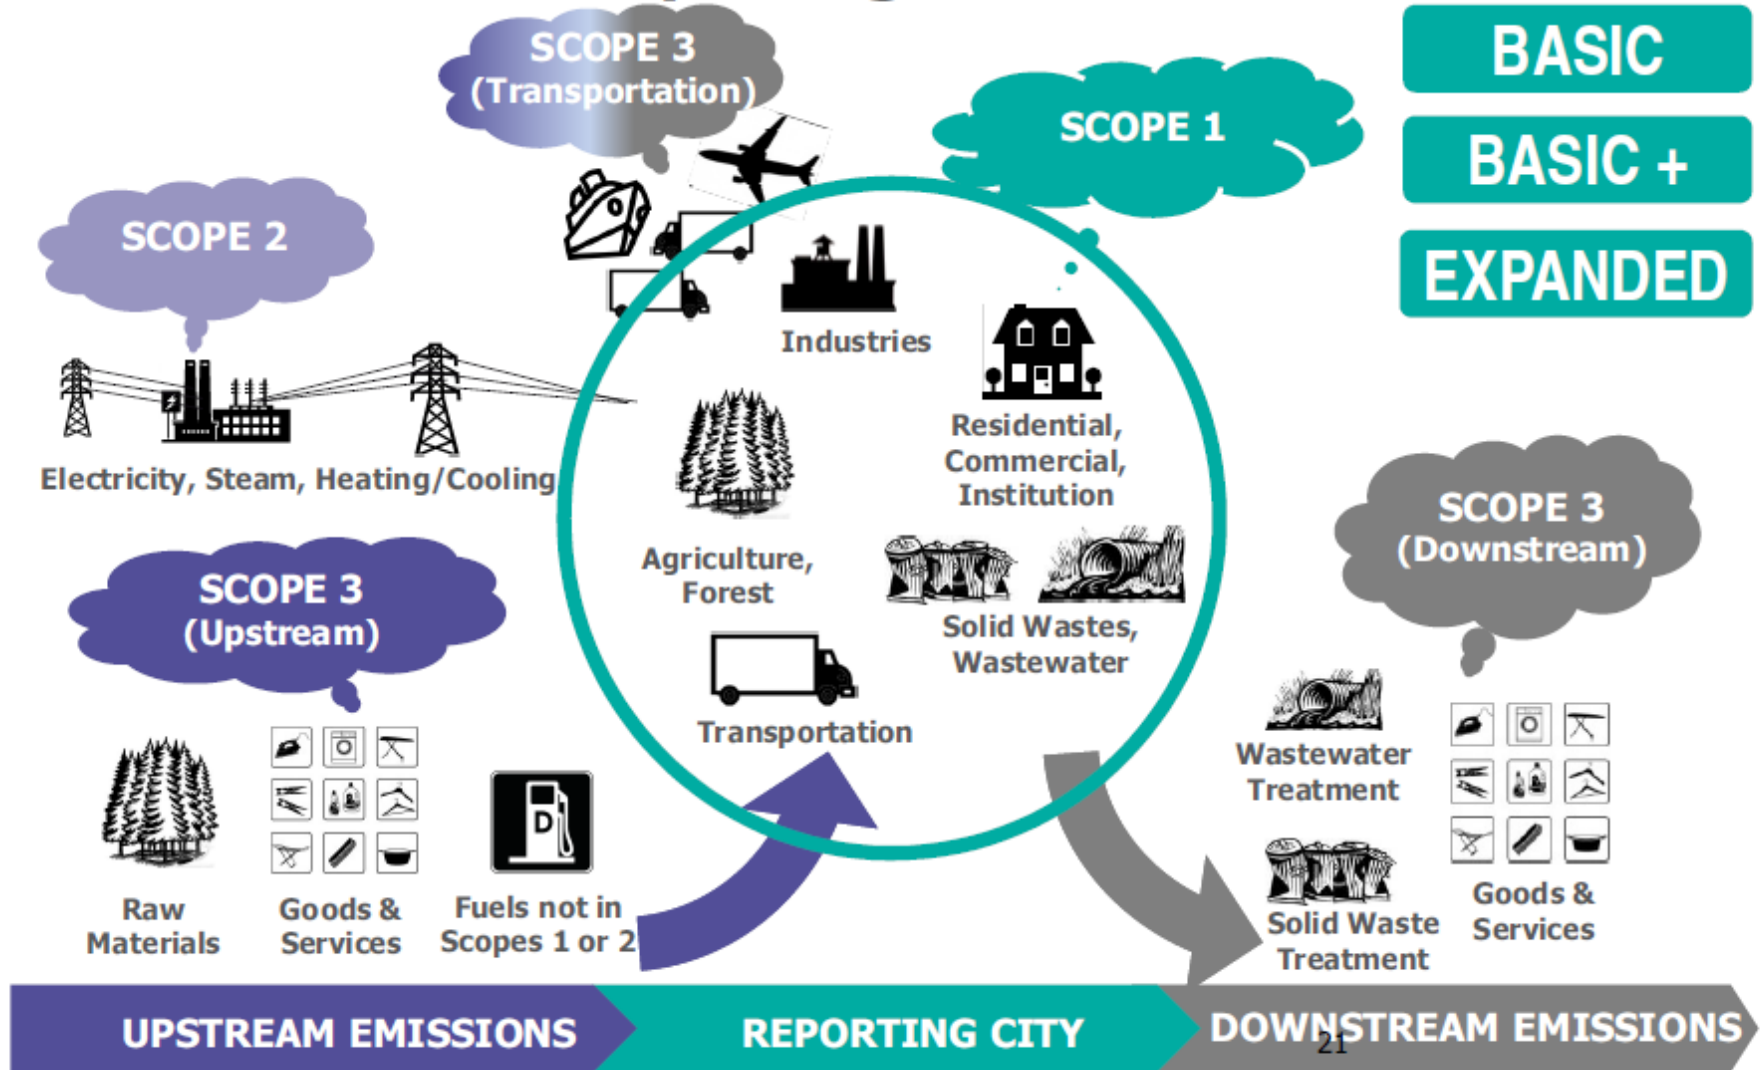 SCOPE 3
(Transportation)
SCOPE 1
BASIC
BASIC +
EXPANDED
SCOPE 2
Industries
Residential,
Commercial,
Institution
Electricity, Steam, Heating/Cooling
Agriculture,
Forest
Solid Wastes,
Wastewater
Transportation
SCOPE 3
(Upstream)
SCOPE 3
(Downstream)
Raw
Materials
Goods &
Services
D
Fuels not in
Scopes 1 or 2
Wastewater
Treatment
Solid Waste
Treatment
Goods &
Services
UPSTREAM EMISSIONS
REPORTING CITY
DOWNSTREAM EMISSIONS
21